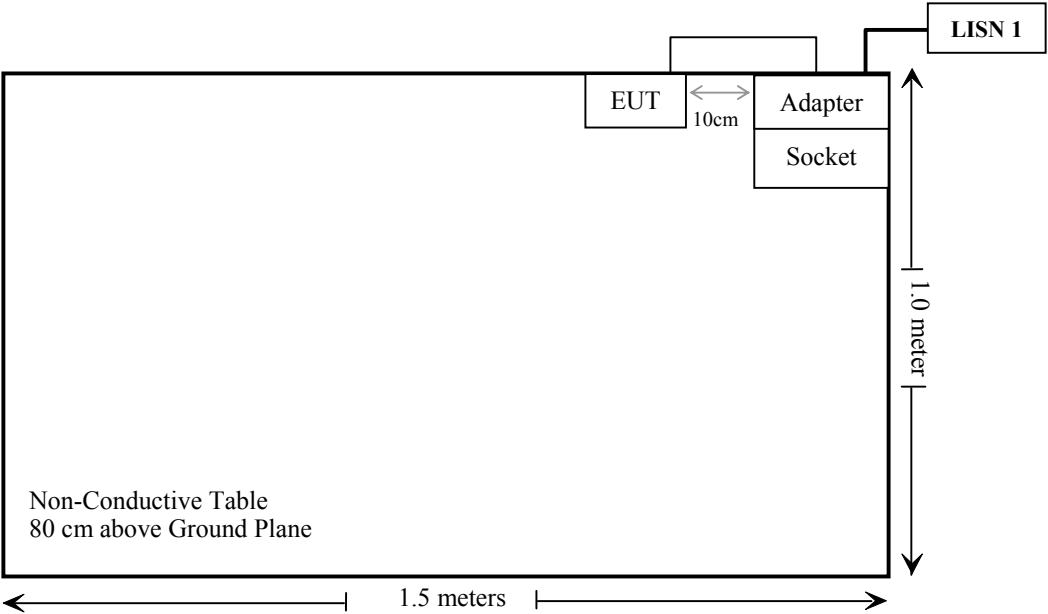 LISN 1
EUT
10cm
Adapter
Socket
1.0 meter
Non-Conductive Table
80 cm above Ground Plane
1.5 meters